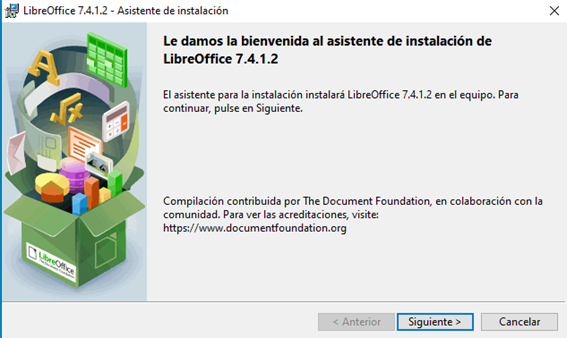 LibreOffice 7.4.1.2 - Asistente de instalación
Le damos la bienvenida al asistente de instalación de
LibreOffice 7.4.1.2
El asistente para la instalación instalará LibreOffice 7.4.1.2 en el equipo. Para
continuar, pulse en Siguiente.
Compilación contribuida por The Document Foundation, en colaboración con la
comunidad. Para ver las acreditaciones, visite:
https://www.documentfoundation.org
LibreOffice
The Document Foundation
< Anterior
Siguiente >
Cancelar